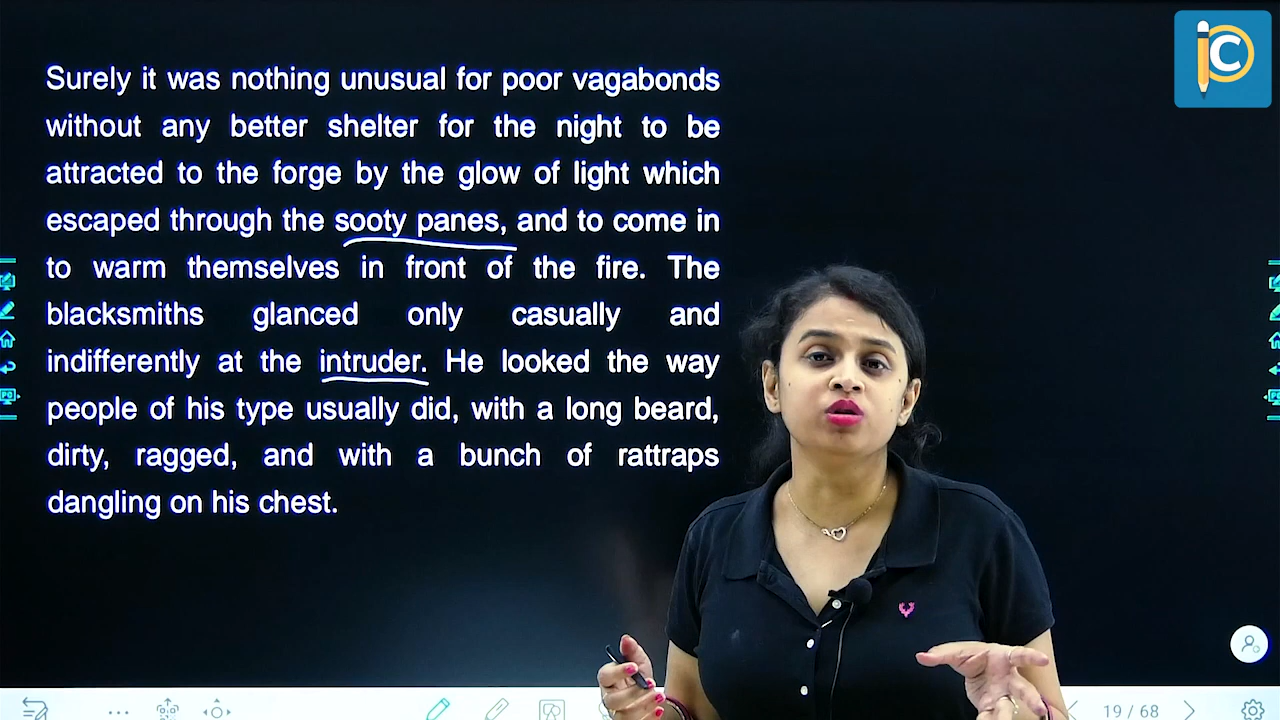 Surely it was nothing unusual for poor vagabonds
without any better shelter for the night to be
attracted to the forge by the glow of light which
escaped through the sooty panes, and to come in
to warm themselves in front of the fire. The
blacksmiths glanced only casually and
indifferently at the intruder. He looked the way
people of his type usually did, with a long beard,
dirty, ragged, and with a bunch of rattraps
dangling on his chest.
19 / 68